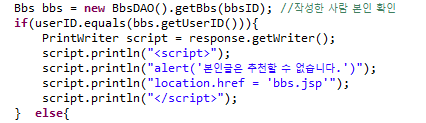 Bbs bbs = new BbsDAO().getBbs(bbsID); //작성한 사람 본인 확인
if(userID.equals(bbs.getUserID())){
PrintWriter script = response.getWriter();
script.println("<script>");
script.println("alert('본인글은 추천할 수 없습니다.')");
script.println("location.href = 'bbs.jsp'");
script.println("</script>");
} else{